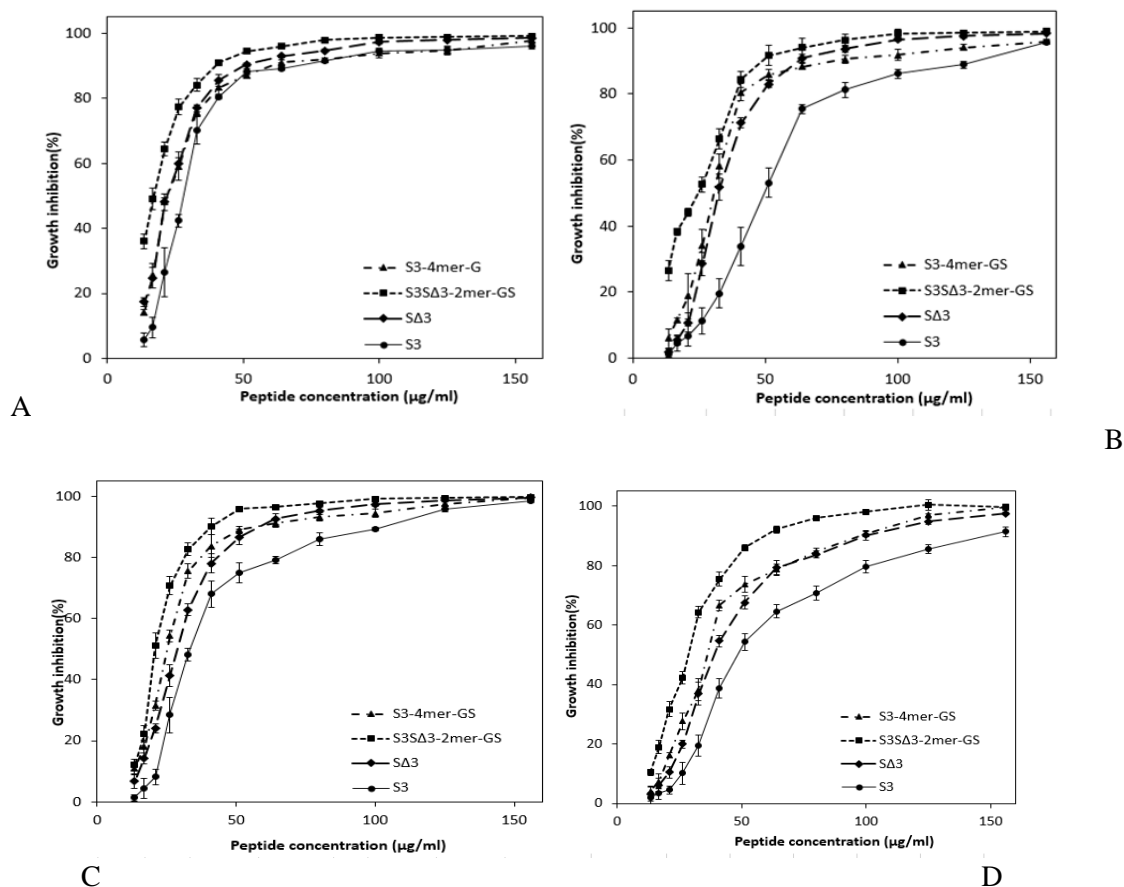 100
80
60
40
20
0
Growth inhibition(%)
S3-4mer-G
S3SΔ3-2mer-GS
SΔ3
S3
0 50 100 150
Peptide concentration (µg/ml)
A
100
80
60
40
20
0
Growth inhibition(%)
S3-4mer-GS
S3SΔ3-2mer-GS
SΔ3
S3
0 50 100 150
Peptide concentration (µg/ml)
B
100
80
60
40
20
0
Growth inhibition(%)
S3-4mer-GS
S3SΔ3-2mer-GS
SΔ3
S3
0 50 100 150
Peptide concentration (µg/ml)
C
100
80
60
40
20
0
Growth inhibition(%)
S3-4mer-GS
S3SΔ3-2mer-GS
SΔ3
S3
0 50 100 150
Peptide concentration (µg/ml)
D